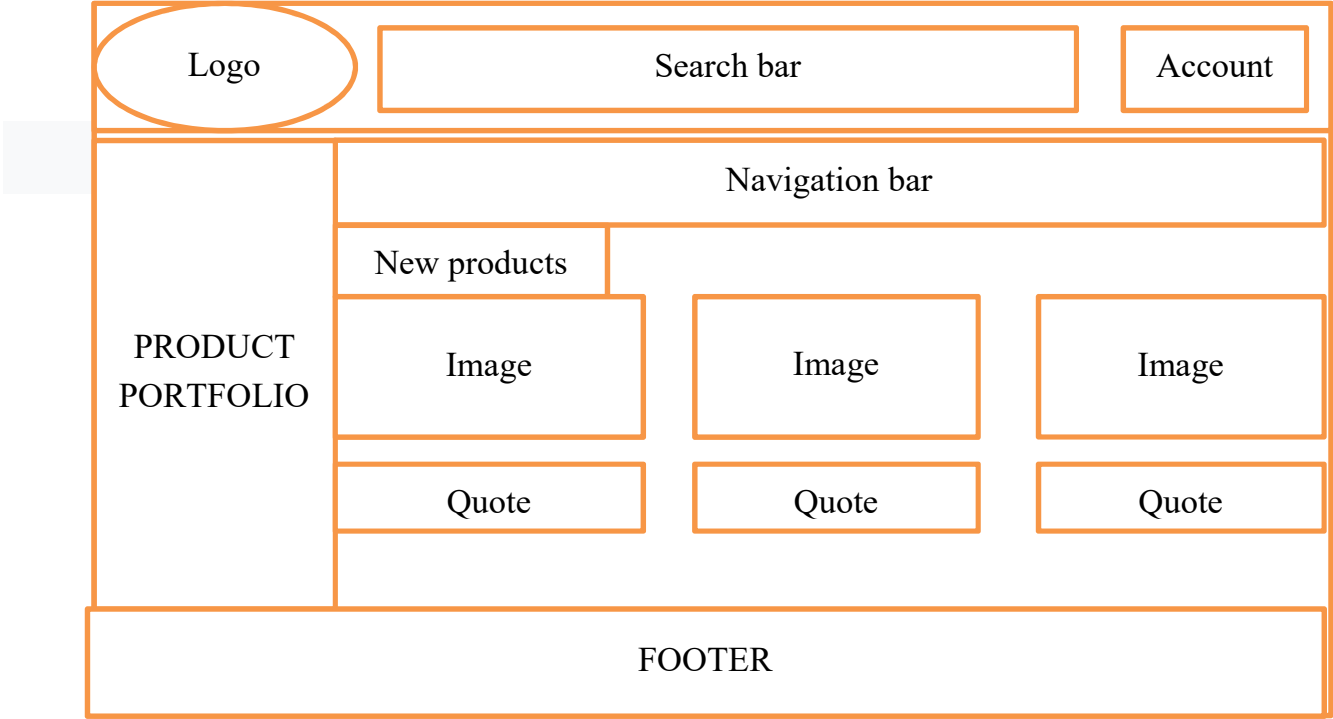 Logo
Search bar
Account
Navigation bar
New products
PRODUCT
PORTFOLIO
Image
Image
Image
Quote
Quote
Quote
FOOTER